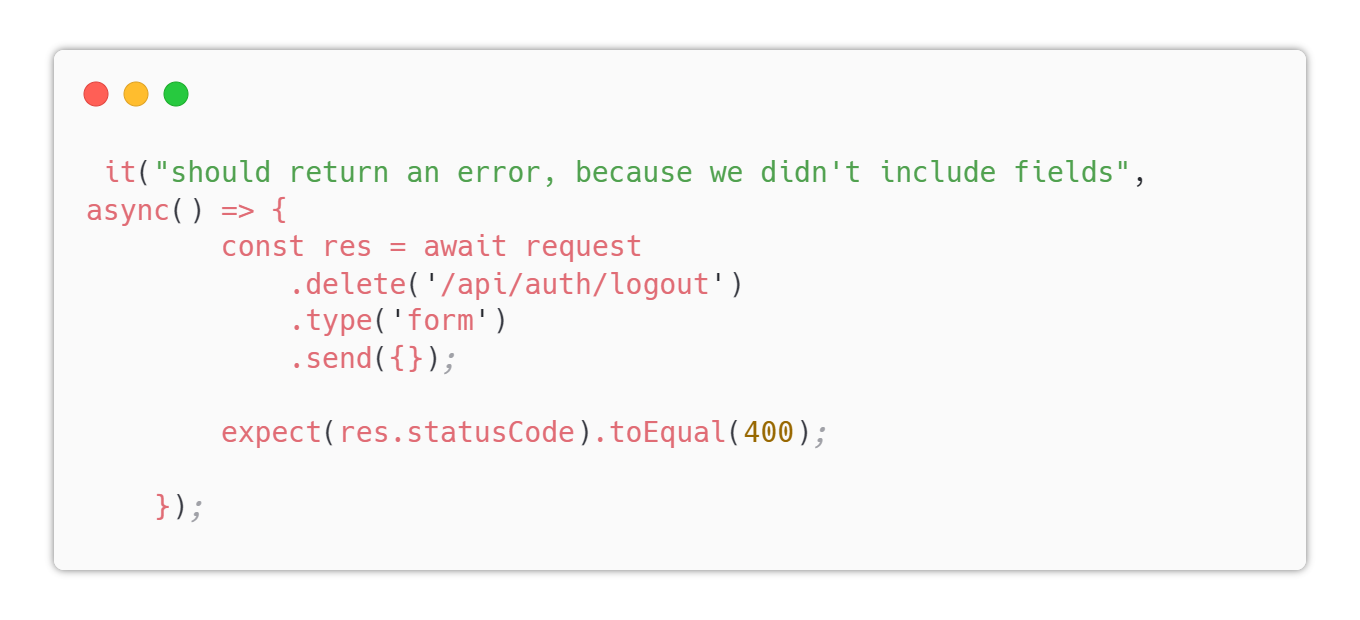 it("should return an error, because we didn't include fields",
async() => {
const res = await request
.delete('/api/auth/logout')
.type('form')
.send({});
expect(res.statusCode).toEqual(400);
});